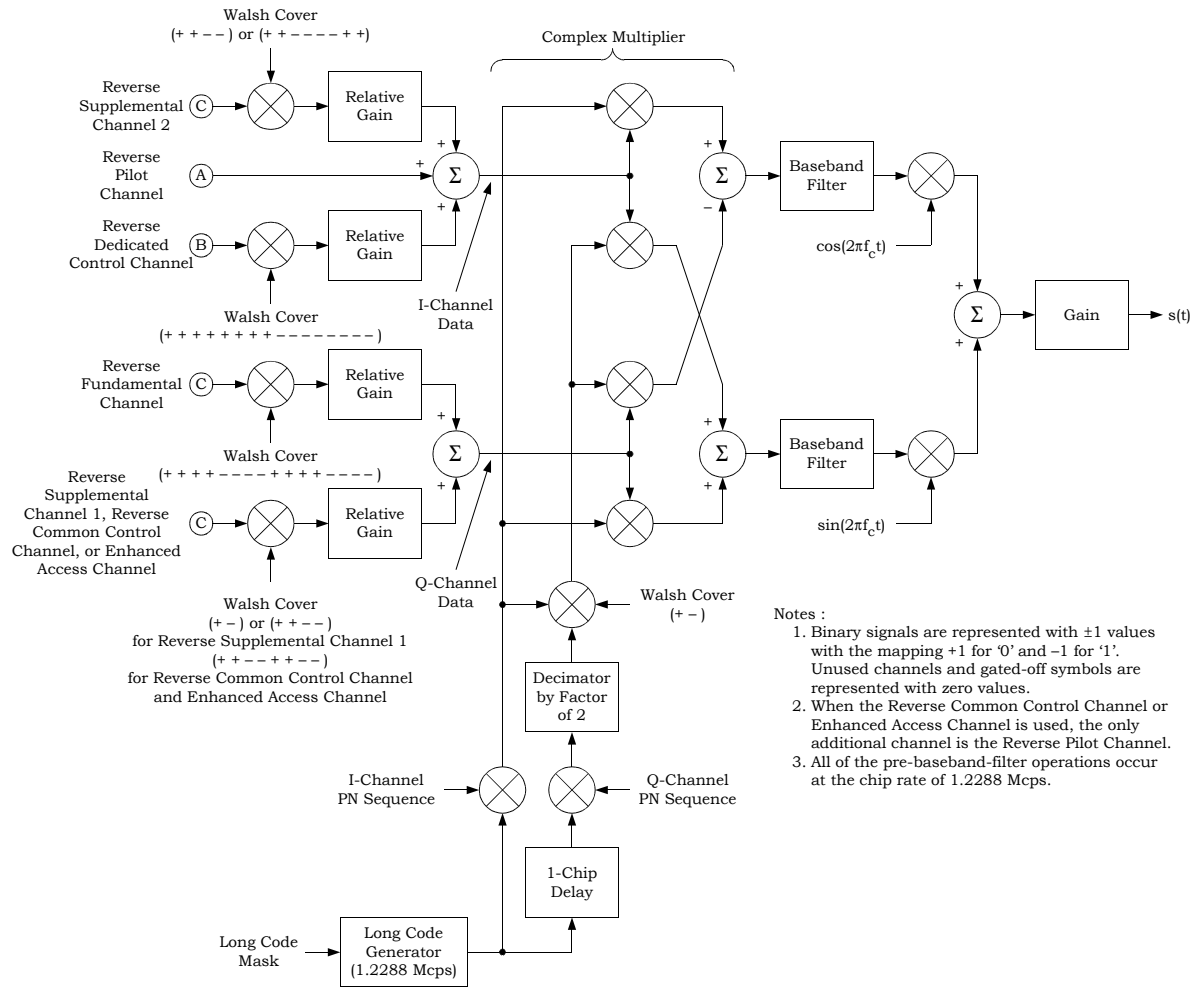 Walsh Cover
(+ + – – ) or (+ + – – – – + +)
Complex Multiplier
Reverse
Supplemental
Channel 2
C
Relative
Gain
+
+
Reverse
Pilot
Channel
A
+
Σ
Σ
–
Baseband
Filter
Reverse
Dedicated
Control Channel
B
Relative
Gain
+
cos(2πf_c t)
I-Channel
Data
Walsh Cover
(+ + + + + + + + – – – – – – – – )
+
Σ
+
Gain
s(t)
Reverse
Fundamental
Channel
C
Relative
Gain
+
+
Σ
Σ
Baseband
Filter
Walsh Cover
(+ + + + – – – – + + + + – – – – )
+
+
Reverse
Supplemental
Channel 1, Reverse
Common Control
Channel, or Enhanced
Access Channel
C
Relative
Gain
sin(2πf_c t)
Q-Channel
Data
Walsh Cover
(+ – ) or (+ + – – )
for Reverse Supplemental Channel 1
(+ + – – + + – – )
for Reverse Common Control Channel
and Enhanced Access Channel
Walsh Cover
(+ – )
Decimator
by Factor
of 2
Notes :
1. Binary signals are represented with ±1 values
with the mapping +1 for ‘0’ and –1 for ‘1’.
Unused channels and gated-off symbols are
represented with zero values.
2. When the Reverse Common Control Channel or
Enhanced Access Channel is used, the only
additional channel is the Reverse Pilot Channel.
3. All of the pre-baseband-filter operations occur
at the chip rate of 1.2288 Mcps.
I-Channel
PN Sequence
Q-Channel
PN Sequence
1-Chip
Delay
Long Code
Mask
Long Code
Generator
(1.2288 Mcps)